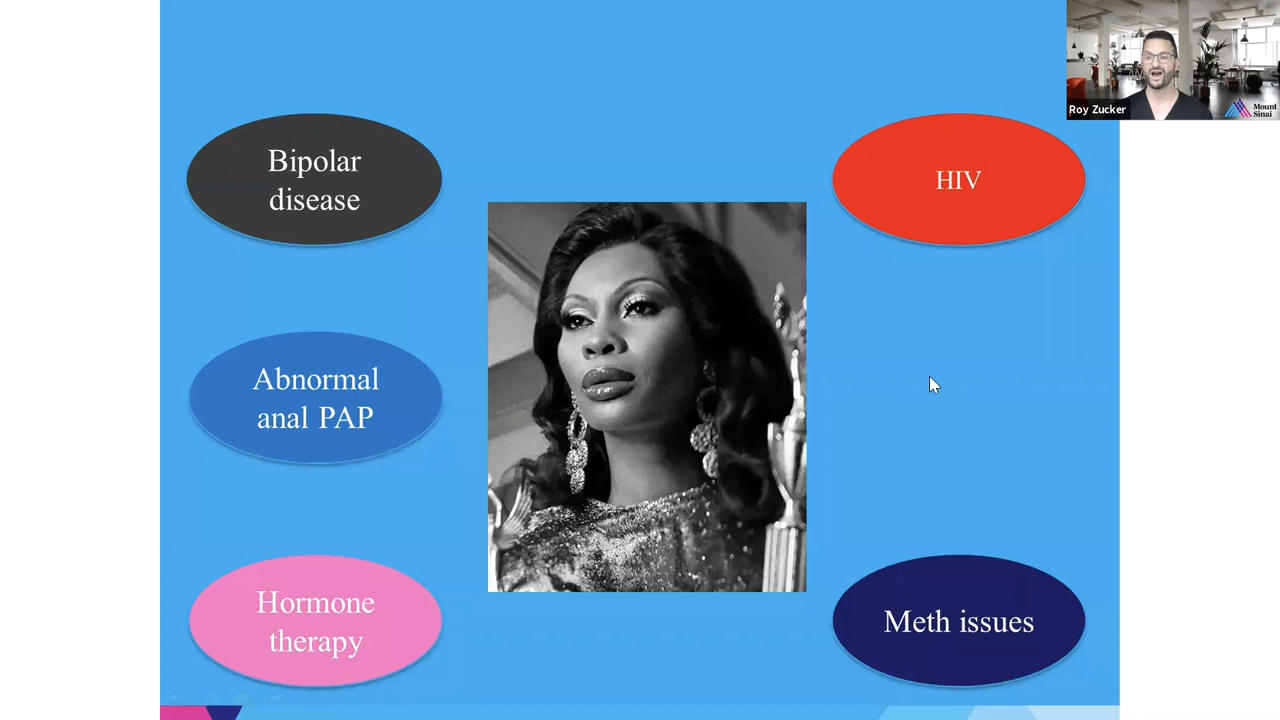 Roy Zucker
Mount
Sinai
Bipolar
disease
HIV
Abnormal
anal PAP
Hormone
therapy
Meth issues